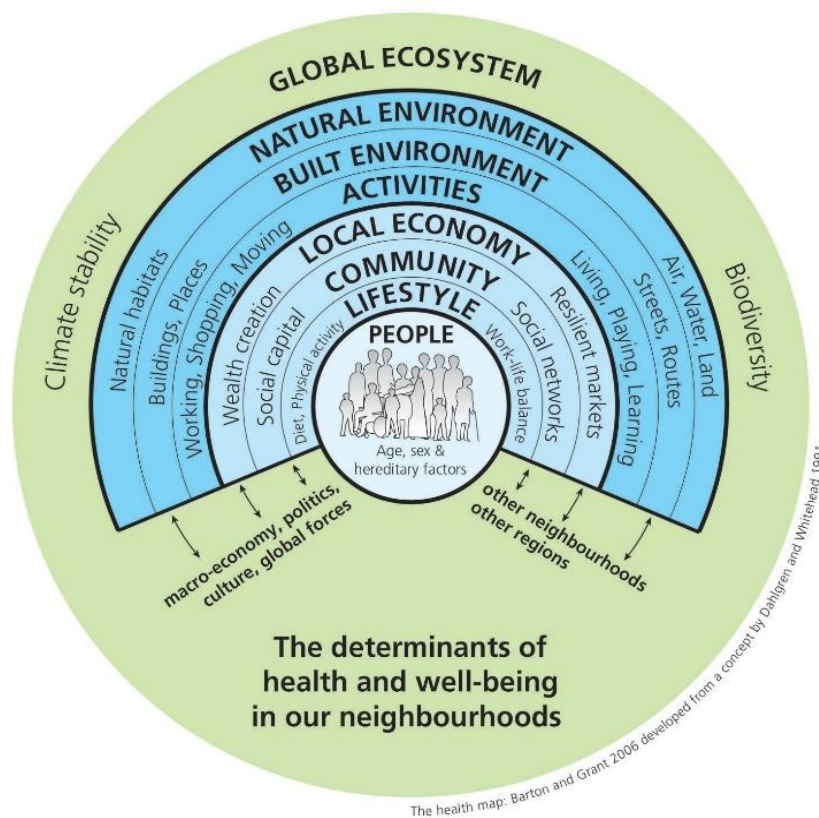 GLOBAL ECOSYSTEM
NATURAL ENVIRONMENT
BUILT ENVIRONMENT
ACTIVITIES
LOCAL ECONOMY
COMMUNITY
LIFESTYLE
PEOPLE
Age, sex &
hereditary factors
Climate stability
Natural habitats
Buildings, Places
Working, Shopping, Moving
Wealth creation
Social capital
Diet, Physical activity
Work-life balance
Social networks
Resilient markets
Living, Playing, Learning
Streets, Routes
Air, Water, Land
Biodiversity
macro-economy, politics,
culture, global forces
other neighbourhoods
other regions
The determinants of
health and well-being
in our neighbourhoods
The health map: Barton and Grant 2006 developed from a concept by Dahlgren and Whitehead 1991